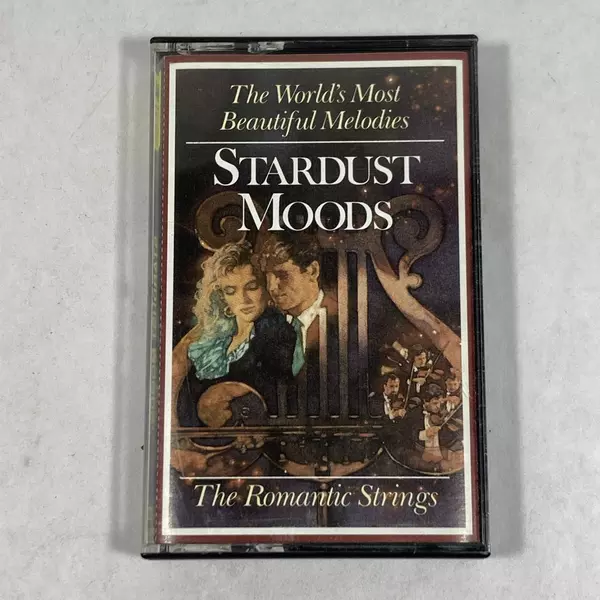 The World's Most
Beautiful Melodies
STARDUST
MOODS
The Romantic Strings